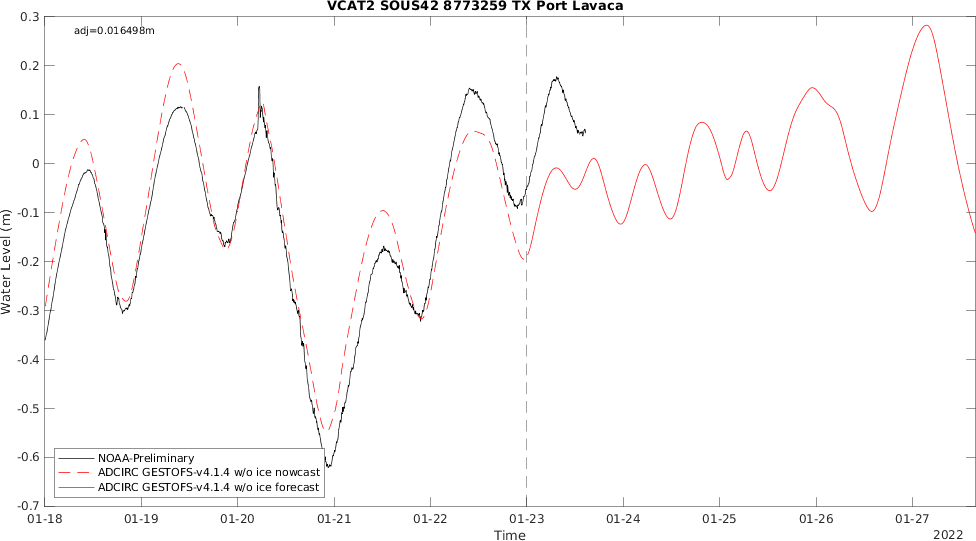 VCAT2 SOUS42 8773259 TX Port Lavaca
adj=0.016498m
0.3
0.2
0.1
0
-0.1
-0.2
-0.3
-0.4
-0.5
-0.6
-0.7
Water Level (m)
NOAA-Preliminary
ADCIRC GESTOFS-v4.1.4 w/o ice nowcast
ADCIRC GESTOFS-v4.1.4 w/o ice forecast
01-18 01-19 01-20 01-21 01-22 01-23 01-24 01-25 01-26 01-27
Time
2022